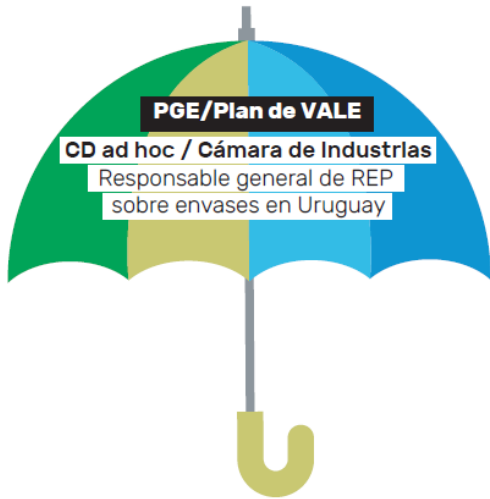 PGE/Plan de VALE
CD ad hoc / Cámara de Industrias
Responsable general de REP
sobre envases en Uruguay